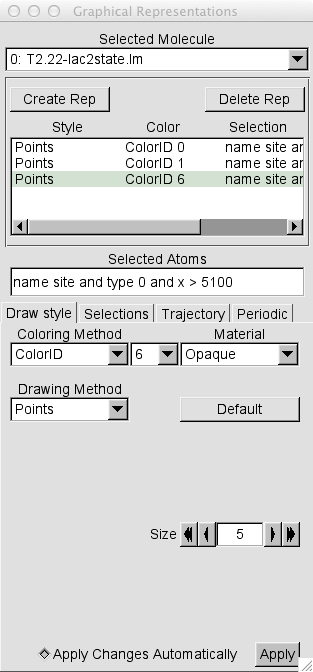 Graphical Representations
Selected Molecule
0: T2.22-lac2state.lm
Create Rep Delete Rep
Style Color Selection
Points ColorID 0 name site ar
Points ColorID 1 name site ar
Points ColorID 6 name site ar
Selected Atoms
name site and type 0 and x > 5100
Draw style Selections Trajectory Periodic
Coloring Method Material
ColorID 6 Opaque
Drawing Method
Points Default
Size 5
Apply Changes Automatically Apply